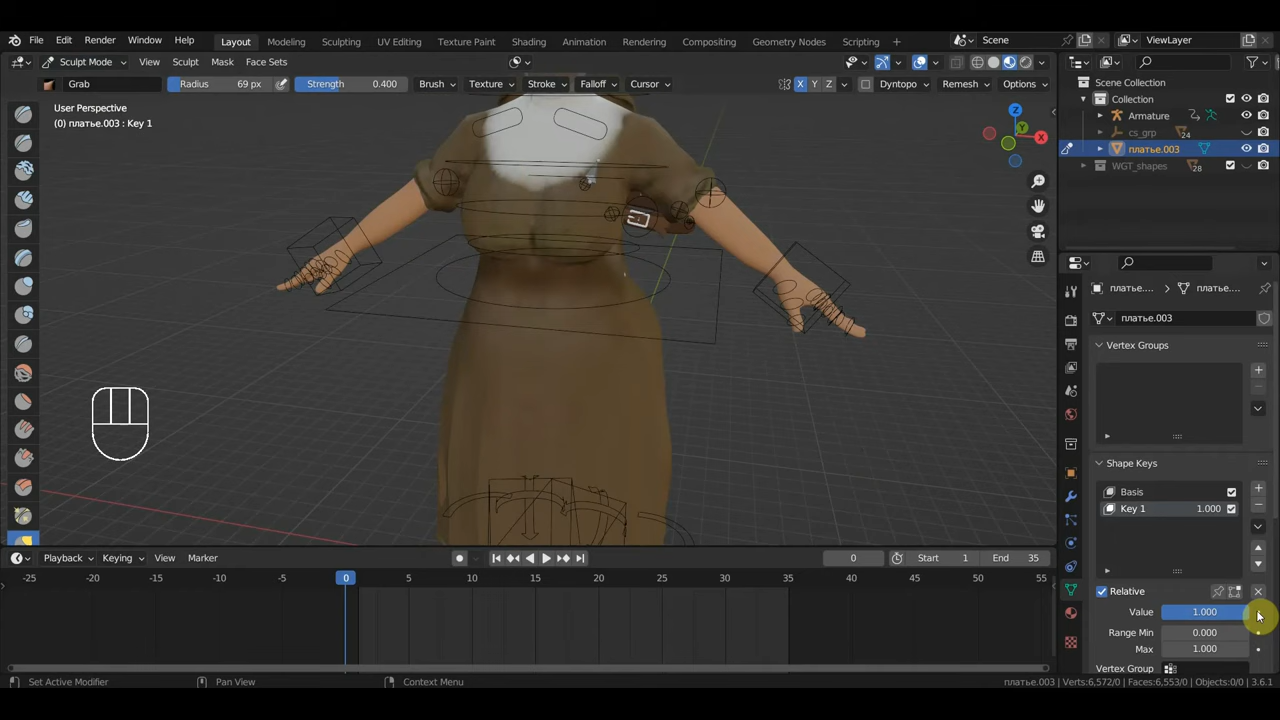 File Edit Render Window Help Layout Modeling Sculpting UV Editing Texture Paint Shading Animation Rendering Compositing Geometry Nodes Scripting + Scene ViewLayer
Sculpt Mode View Sculpt Mask Face Sets
Grab Radius 69 px Strength 0.400 Brush Texture Stroke Falloff Cursor X Y Z Dyntopo Remesh Options
User Perspective
(0) платье.003 : Key 1
Z
Y
X
Scene Collection
Collection
Armature
cs_grp 24
платье.003
WGT_shapes 28
платье.... платье....
платье.003
Vertex Groups
Shape Keys
Basis
Key 1 1.000
Relative
Value 1.000
Range Min 0.000
Max 1.000
Vertex Group
Playback Keying View Marker 0 Start 1 End 35
-25 -20 -15 -10 -5 0 5 10 15 20 25 30 35 40 45 50 55
Set Active Modifier Pan View Context Menu платье.003 | Verts:6,572/0 | Faces:6,553/0 | Objects:0/0 | 3.6.1